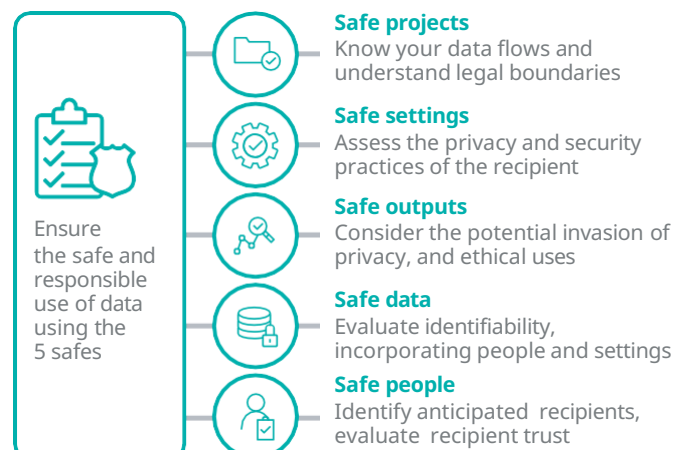 Ensure
the safe and
responsible
use of data
using the
5 safes
Safe projects
Know your data flows and
understand legal boundaries
Safe settings
Assess the privacy and security
practices of the recipient
Safe outputs
Consider the potential invasion of
privacy, and ethical uses
Safe data
Evaluate identifiability,
incorporating people and settings
Safe people
Identify anticipated recipients,
evaluate recipient trust